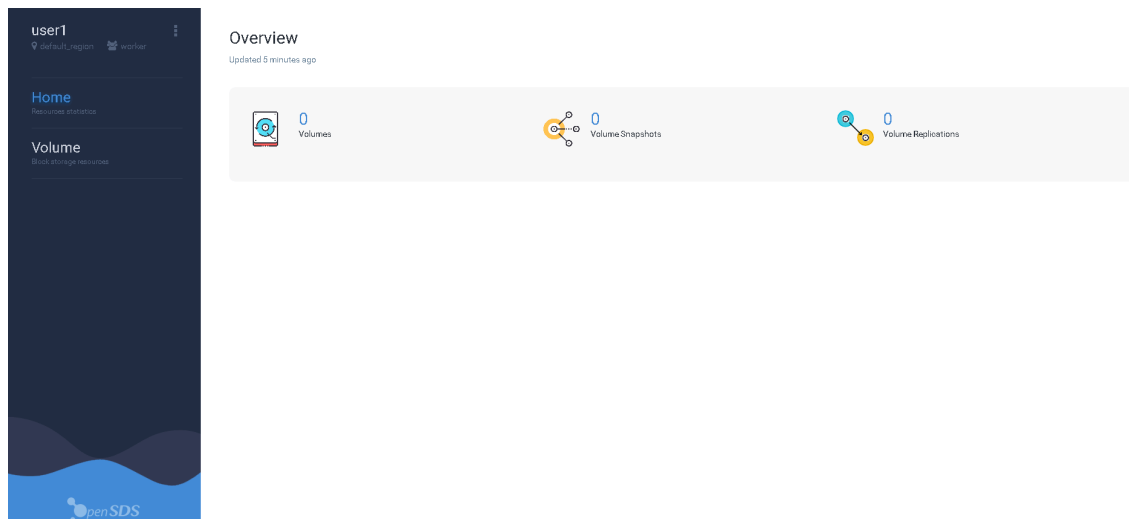 user1
default_region worker
Home
Resources statistics
Volume
Block storage resources
OpenSDS
Overview
Updated 5 minutes ago
0
Volumes
0
Volume Snapshots
0
Volume Replications